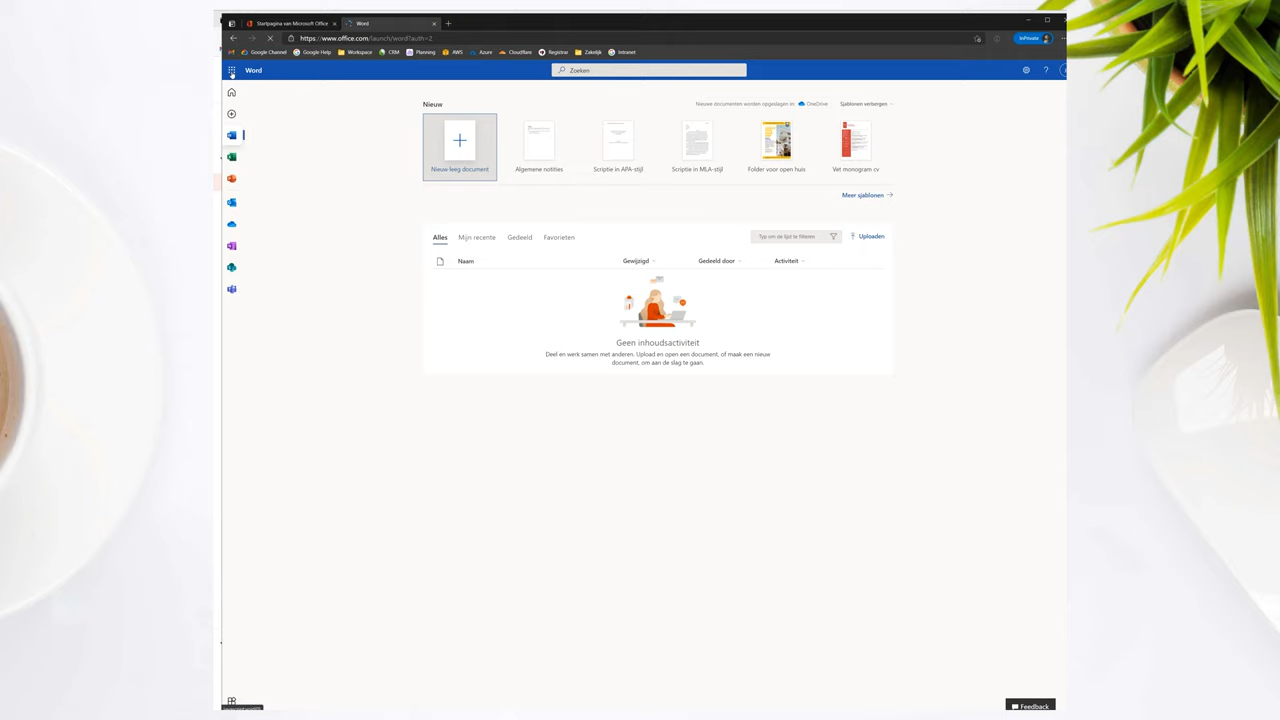 Startpagina van Microsoft Office
Word
https://www.office.com/launch/word?auth=2
InPrivate
Google Channel
Google Help
Workspace
CRM
Planning
AWS
Azure
Cloudflare
Registrar
Zakelijk
Intranet
Word
Zoeken
Nieuw
Nieuwe documenten worden opgeslagen in: OneDrive
Sjablonen verbergen
Nieuw leeg document
Algemene notities
Scriptie in APA-stijl
Scriptie in MLA-stijl
Folder voor open huis
Vet monogram cv
Meer sjablonen
Alles
Mijn recente
Gedeeld
Favorieten
Typ om de lijst te filteren
Uploaden
Naam
Gewijzigd
Gedeeld door
Activiteit
Geen inhoudsactiviteit
Deel en werk samen met anderen. Upload en open een document, of maak een nieuw
document, om aan de slag te gaan.
Feedback